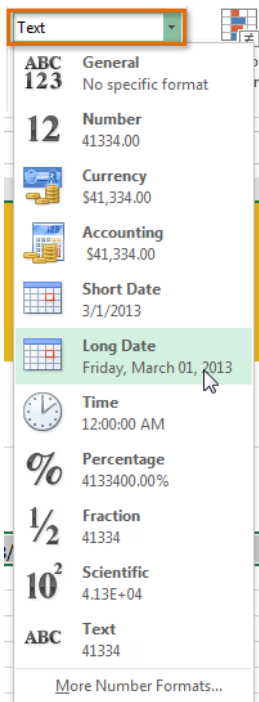 Text
ABC
123
General
No specific format
12
Number
41334.00
Currency
$41,334.00
Accounting
$41,334.00
Short Date
3/1/2013
Long Date
Friday, March 01, 2013
Time
12:00:00 AM
%
Percentage
4133400.00%
1/2
Fraction
41334
10²
Scientific
4.13E+04
ABC
Text
41334
More Number Formats...